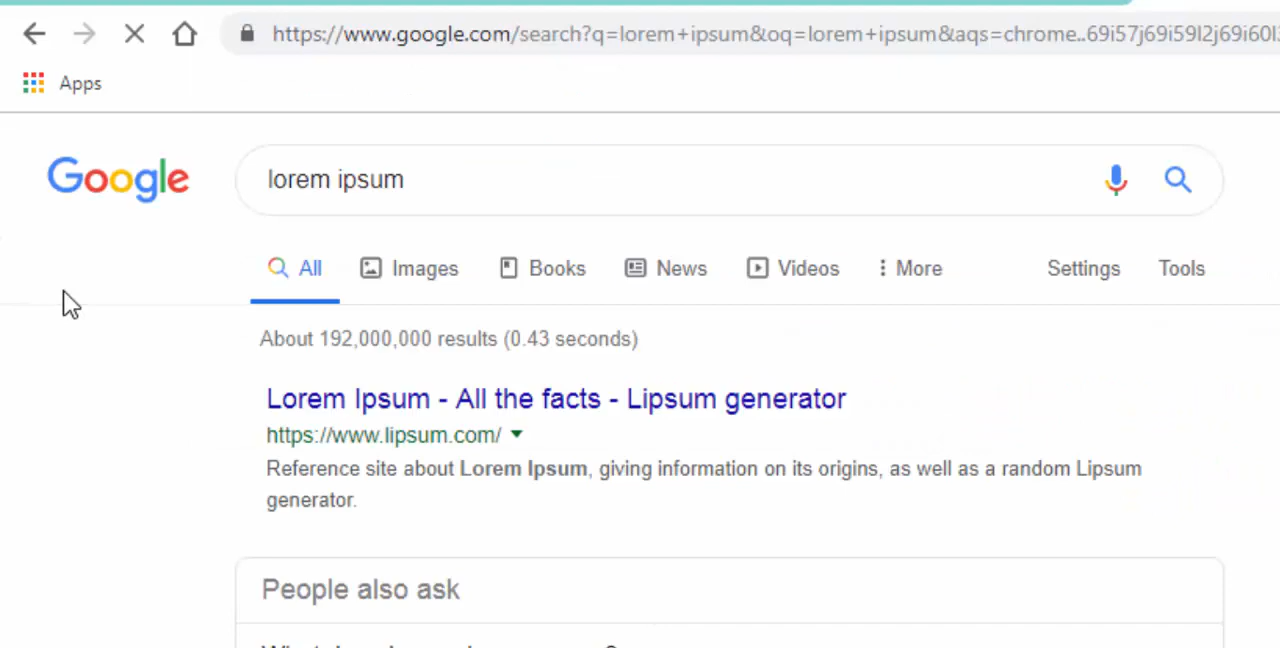 https://www.google.com/search?q=lorem+ipsum&oq=lorem+ipsum&aqs=chrome..69i57j69i59l2j69i60l3
Apps
Google
lorem ipsum
All Images Books News Videos More Settings Tools
About 192,000,000 results (0.43 seconds)
Lorem Ipsum - All the facts - Lipsum generator
https://www.lipsum.com/
Reference site about Lorem Ipsum, giving information on its origins, as well as a random Lipsum
generator.
People also ask